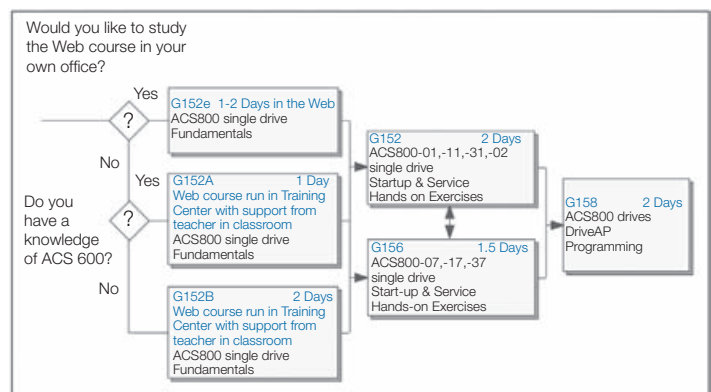 Would you like to study
the Web course in your
own office?
Yes
?
No
G152e 1-2 Days in the Web
ACS800 single drive
Fundamentals
Do you
have a
knowledge
of ACS 600?
Yes
?
No
G152A 1 Day
Web course run in Training
Center with support from
teacher in classroom
ACS800 single drive
Fundamentals
G152B 2 Days
Web course run in Training
Center with support from
teacher in classroom
ACS800 single drive
Fundamentals
G152 2 Days
ACS800-01,-11,-31,-02
single drive
Startup & Service
Hands on Exercises
G156 1.5 Days
ACS800-07,-17,-37
single drive
Start-up & Service
Hands-on Exercises
G158 2 Days
ACS800 drives
DriveAP
Programming